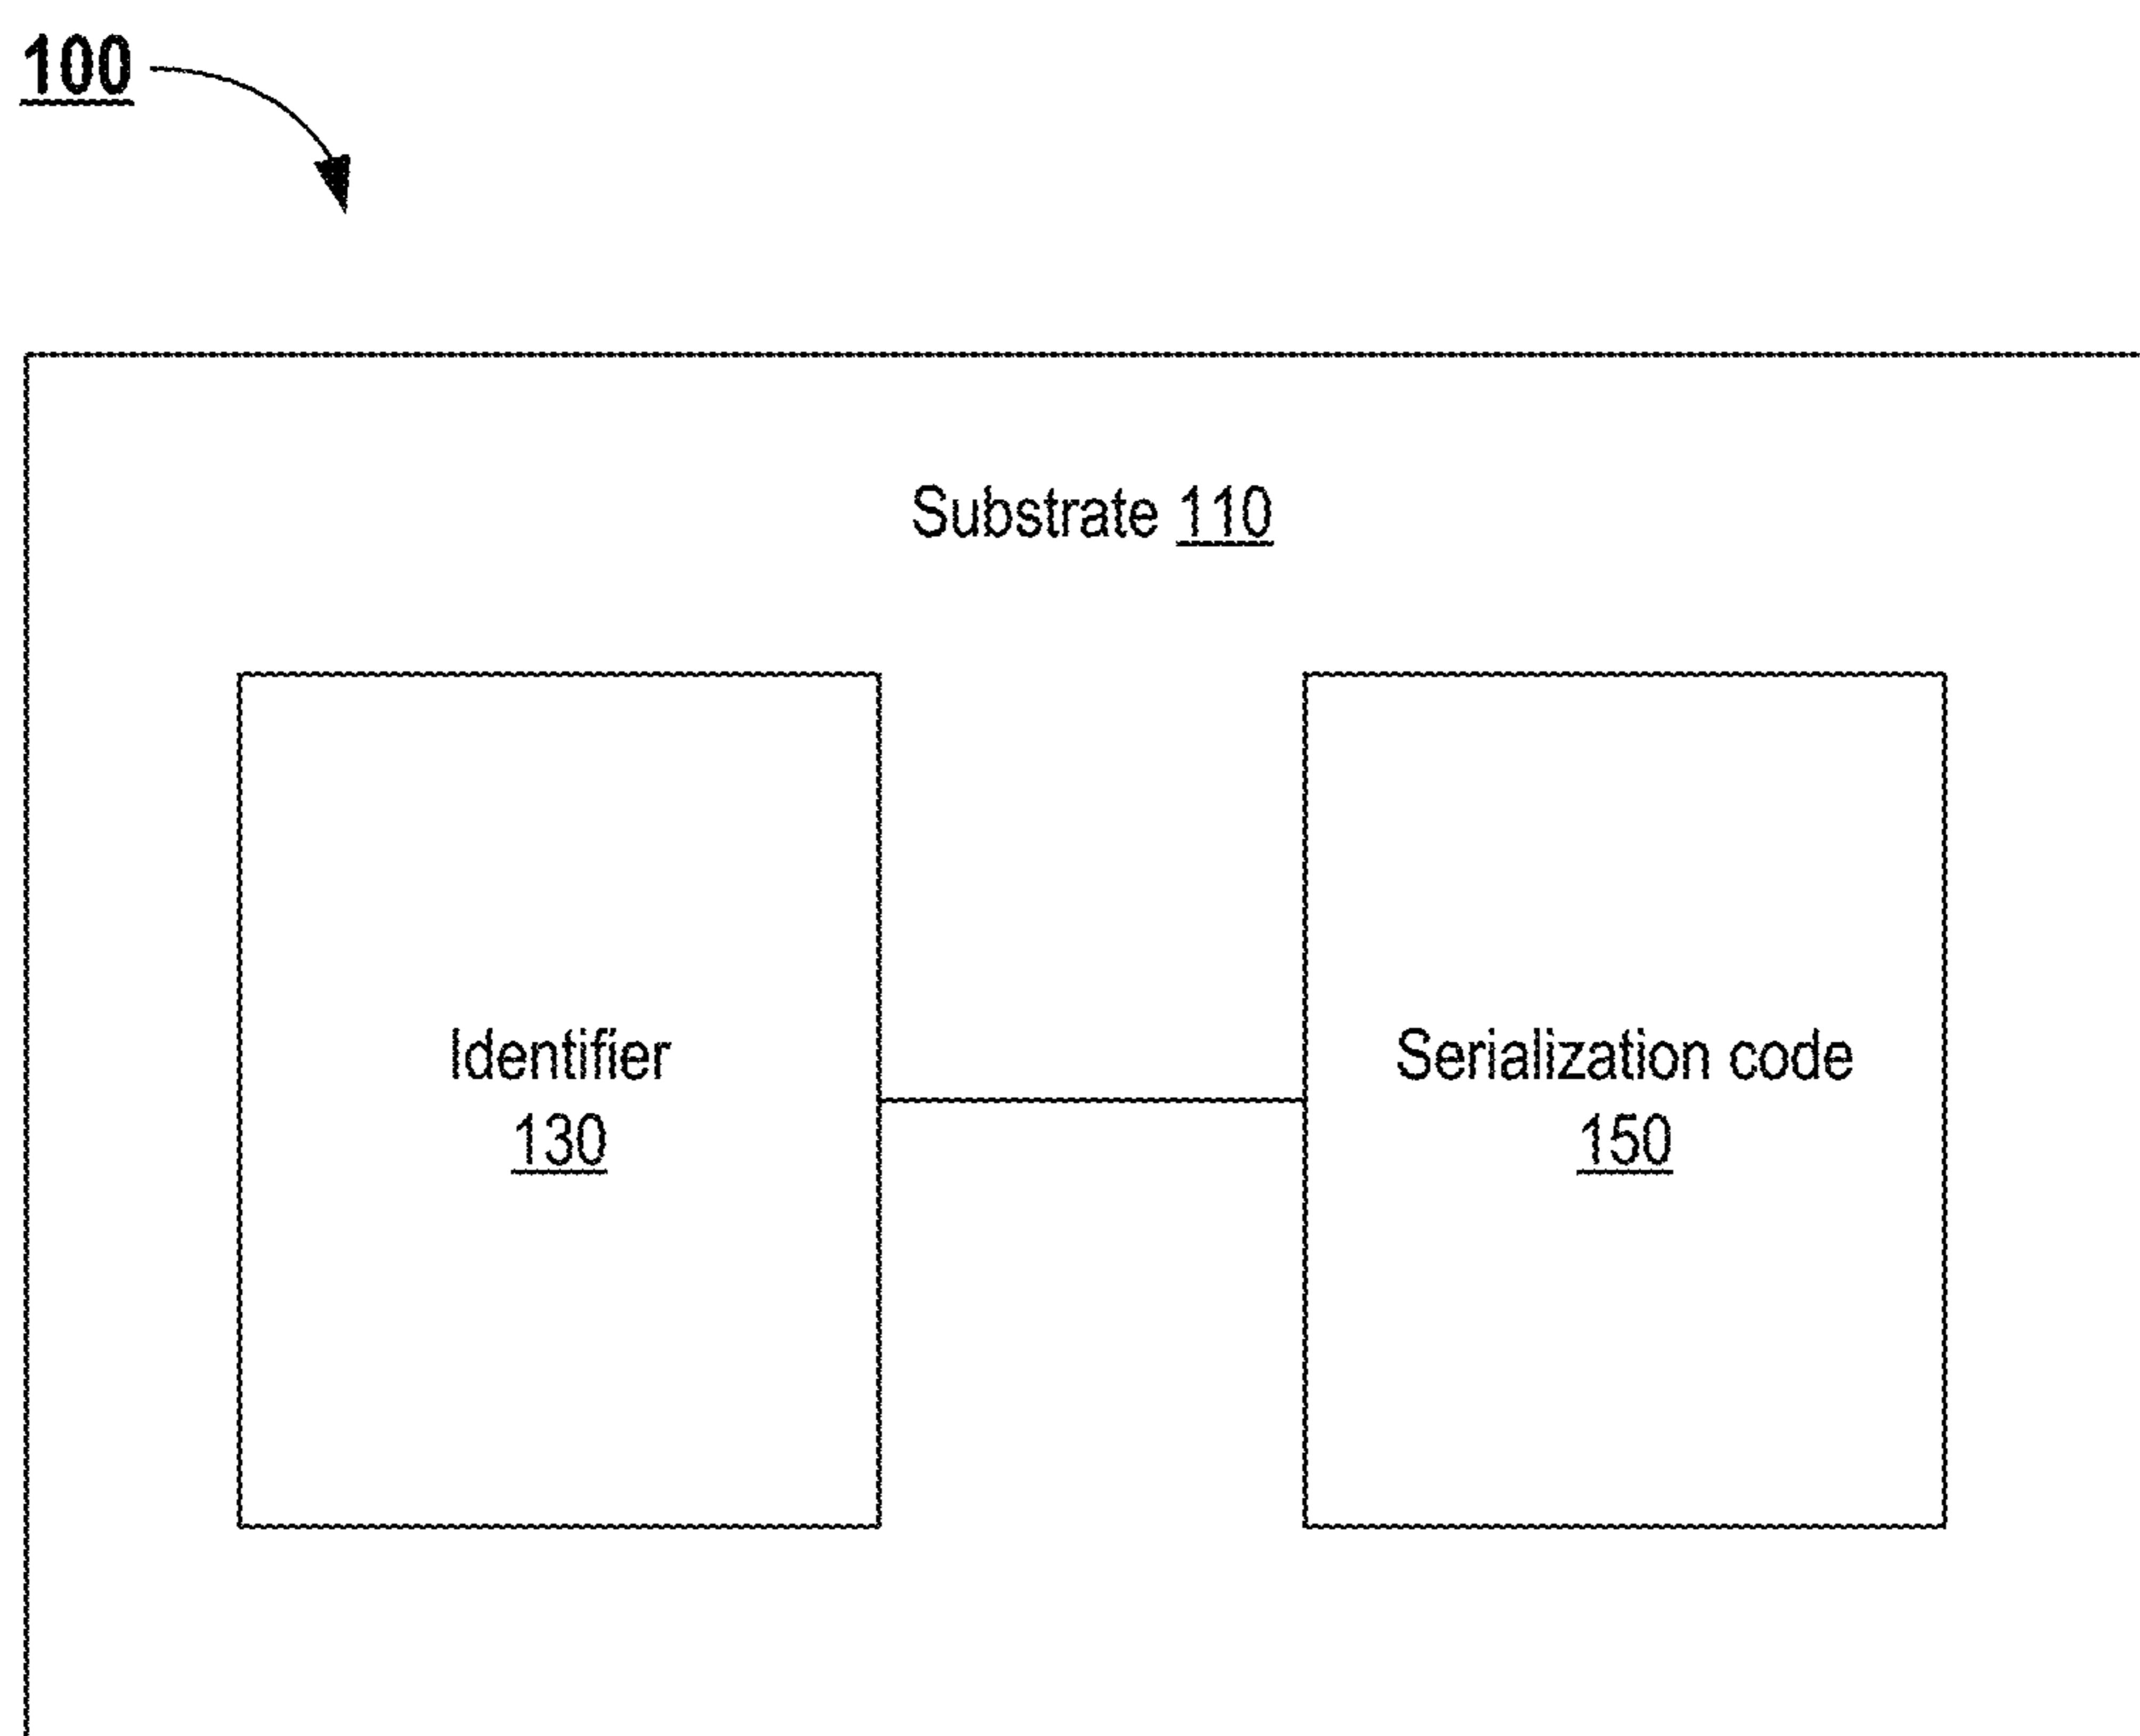 100
Substrate 110
Identifier
130
Serialization code
150